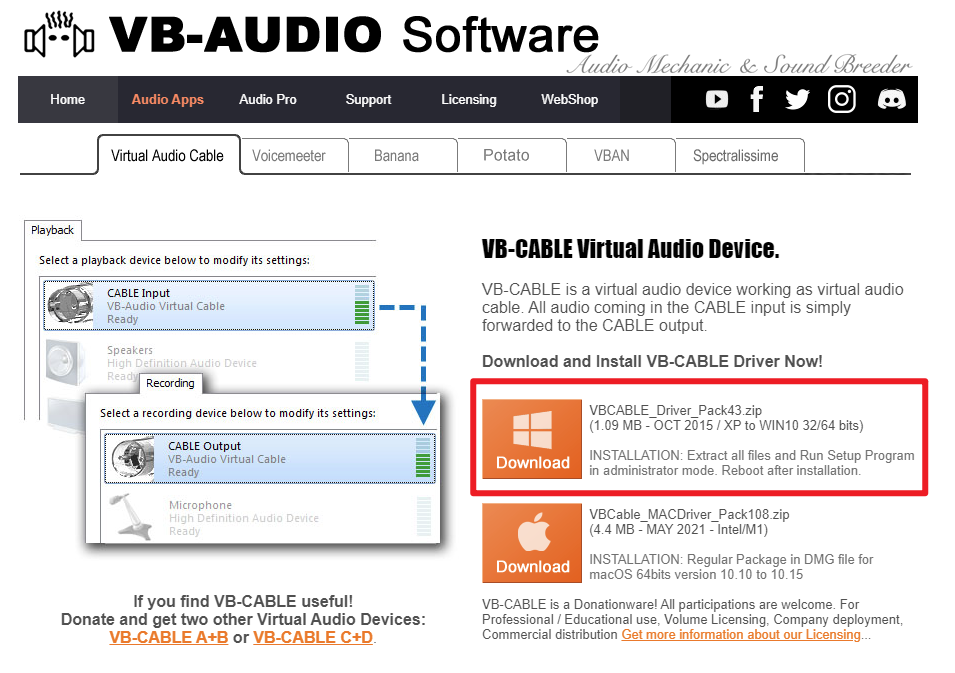 VB-AUDIO Software
Audio Mechanic & Sound Breeder
Home Audio Apps Audio Pro Support Licensing WebShop
Virtual Audio Cable Voicemeeter Banana Potato VBAN Spectralissime
Playback
Select a playback device below to modify its settings:
CABLE Input
VB-Audio Virtual Cable
Ready
Speakers
High Definition Audio Device
Ready
Recording
Select a recording device below to modify its settings:
CABLE Output
VB-Audio Virtual Cable
Ready
Microphone
High Definition Audio Device
Ready
If you find VB-CABLE useful!
Donate and get two other Virtual Audio Devices:
VB-CABLE A+B or VB-CABLE C+D.
VB-CABLE Virtual Audio Device.
VB-CABLE is a virtual audio device working as virtual audio
cable. All audio coming in the CABLE input is simply
forwarded to the CABLE output.
Download and Install VB-CABLE Driver Now!
Download
VBCABLE_Driver_Pack43.zip
(1.09 MB - OCT 2015 / XP to WIN10 32/64 bits)
INSTALLATION: Extract all files and Run Setup Program
in administrator mode. Reboot after installation.
Download
VBCable_MACDriver_Pack108.zip
(4.4 MB - MAY 2021 - Intel/M1)
INSTALLATION: Regular Package in DMG file for
macOS 64bits version 10.10 to 10.15
VB-CABLE is a Donationware! All participations are welcome. For
Professional / Educational use, Volume Licensing, Company deployment,
Commercial distribution Get more information about our Licensing...